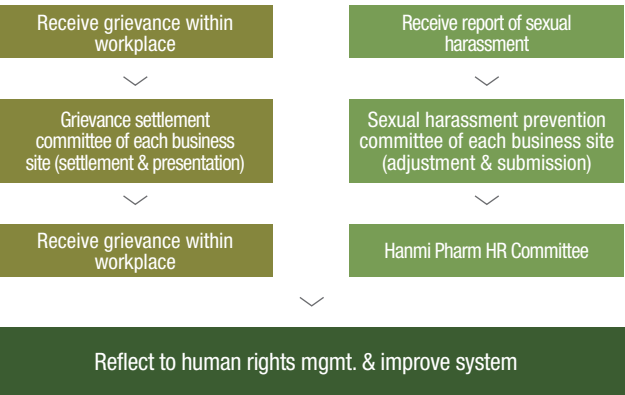 Receive grievance within
workplace
Grievance settlement
committee of each business
site (settlement & presentation)
Receive grievance within
workplace
Receive report of sexual
harassment
Sexual harassment prevention
committee of each business site
(adjustment & submission)
Hanmi Pharm HR Committee
Reflect to human rights mgmt. & improve system